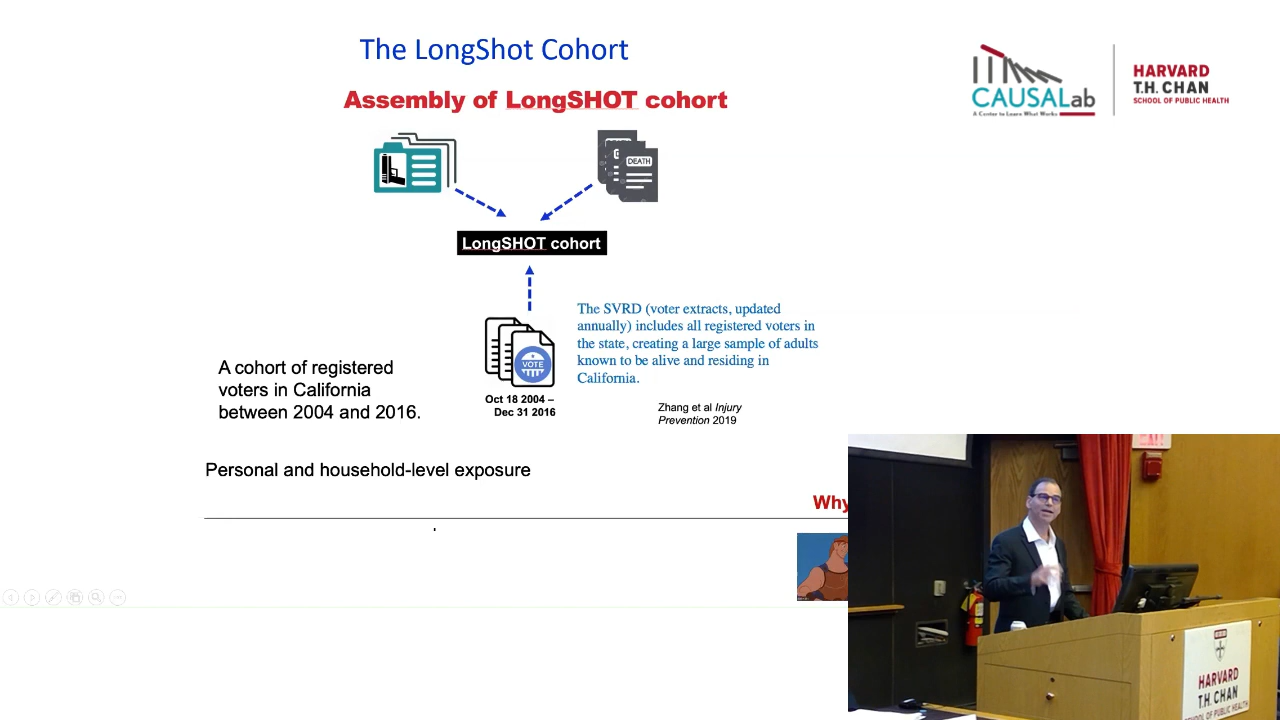 The LongShot Cohort
Assembly of LongSHOT cohort
CAUSALab
A Center to Learn What Works
HARVARD
T.H. CHAN
SCHOOL OF PUBLIC HEALTH
DEATH
LongSHOT cohort
The SVRD (voter extracts, updated
annually) includes all registered voters in
the state, creating a large sample of adults
known to be alive and residing in
California.
VOTE
A cohort of registered
voters in California
between 2004 and 2016.
Oct 18 2004 –
Dec 31 2016
Zhang et al Injury
Prevention 2019
Personal and household-level exposure
Why
HARVARD
T.H. CHAN
SCHOOL OF PUBLIC HEALTH